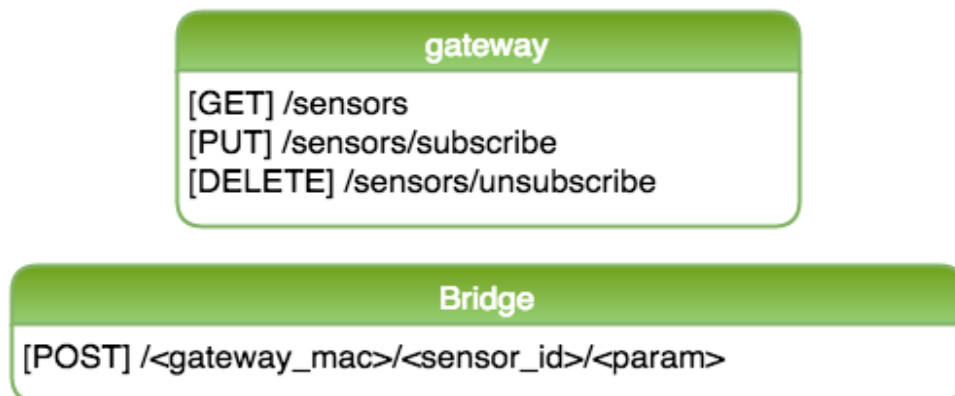 gateway
[GET] /sensors
[PUT] /sensors/subscribe
[DELETE] /sensors/unsubscribe
Bridge
[POST] /<gateway_mac>/<sensor_id>/<param>